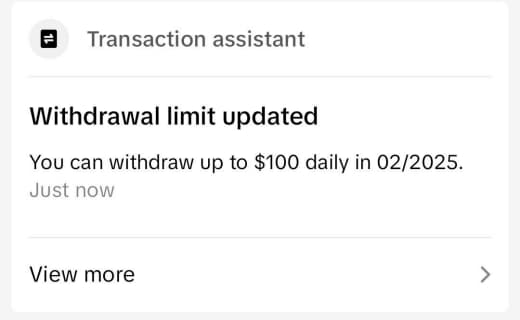 Transaction assistant
Withdrawal limit updated
You can withdraw up to $100 daily in 02/2025.
Just now
View more